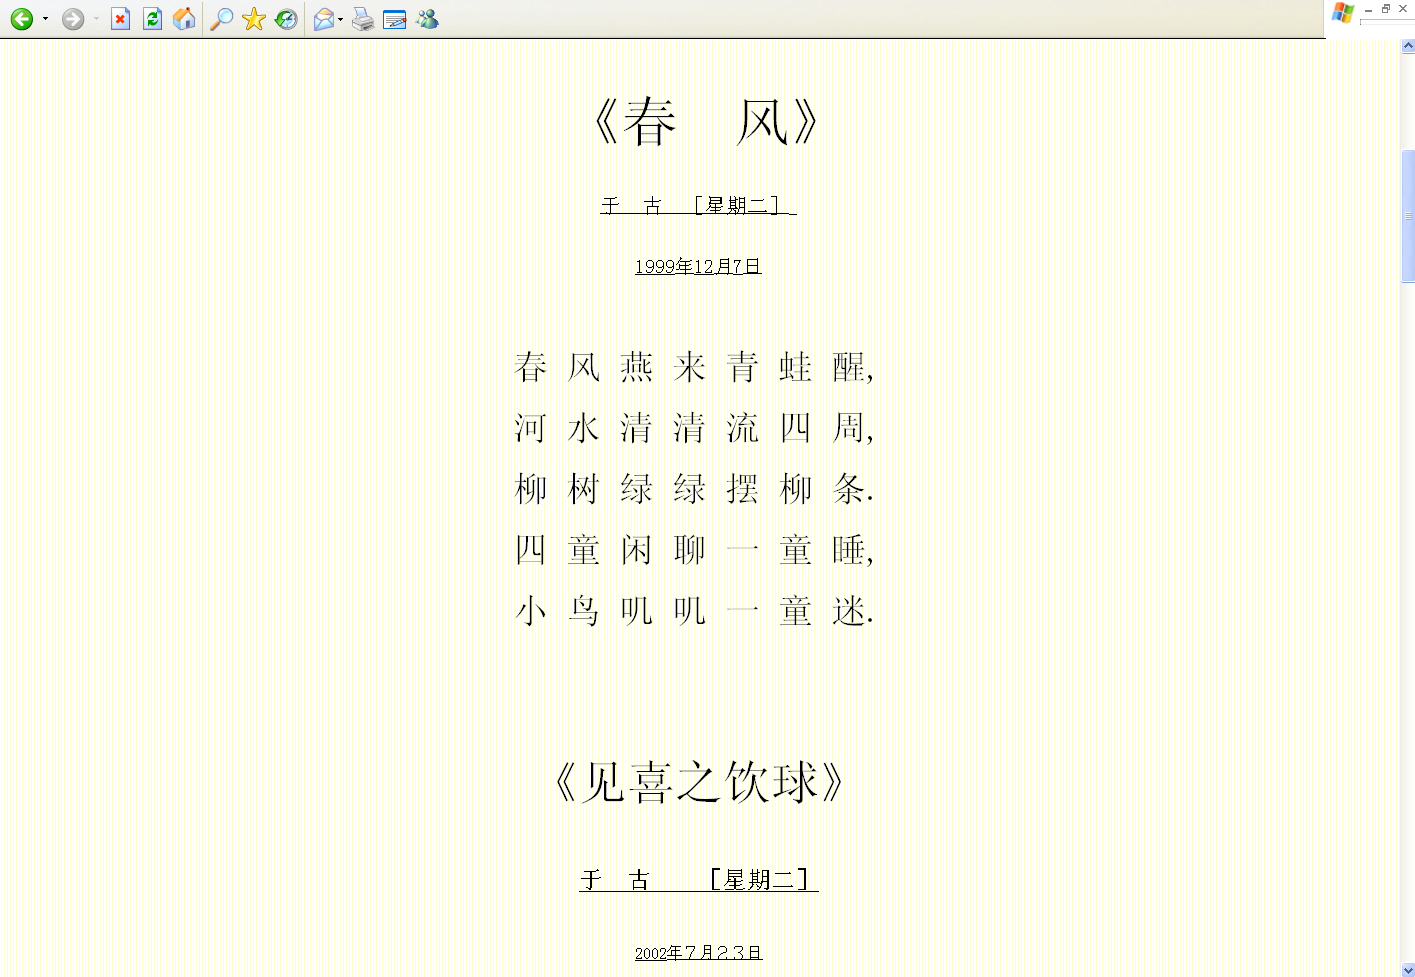 《春　风》
于　古　［星期二］
1999年12月7日
春 风 燕 来 青 蛙 醒,
河 水 清 清 流 四 周,
柳 树 绿 绿 摆 柳 条.
四 童 闲 聊 一 童 睡,
小 鸟 叽 叽 一 童 迷.
《见喜之饮球》
于　古　　［星期二］
2002年７月２３日